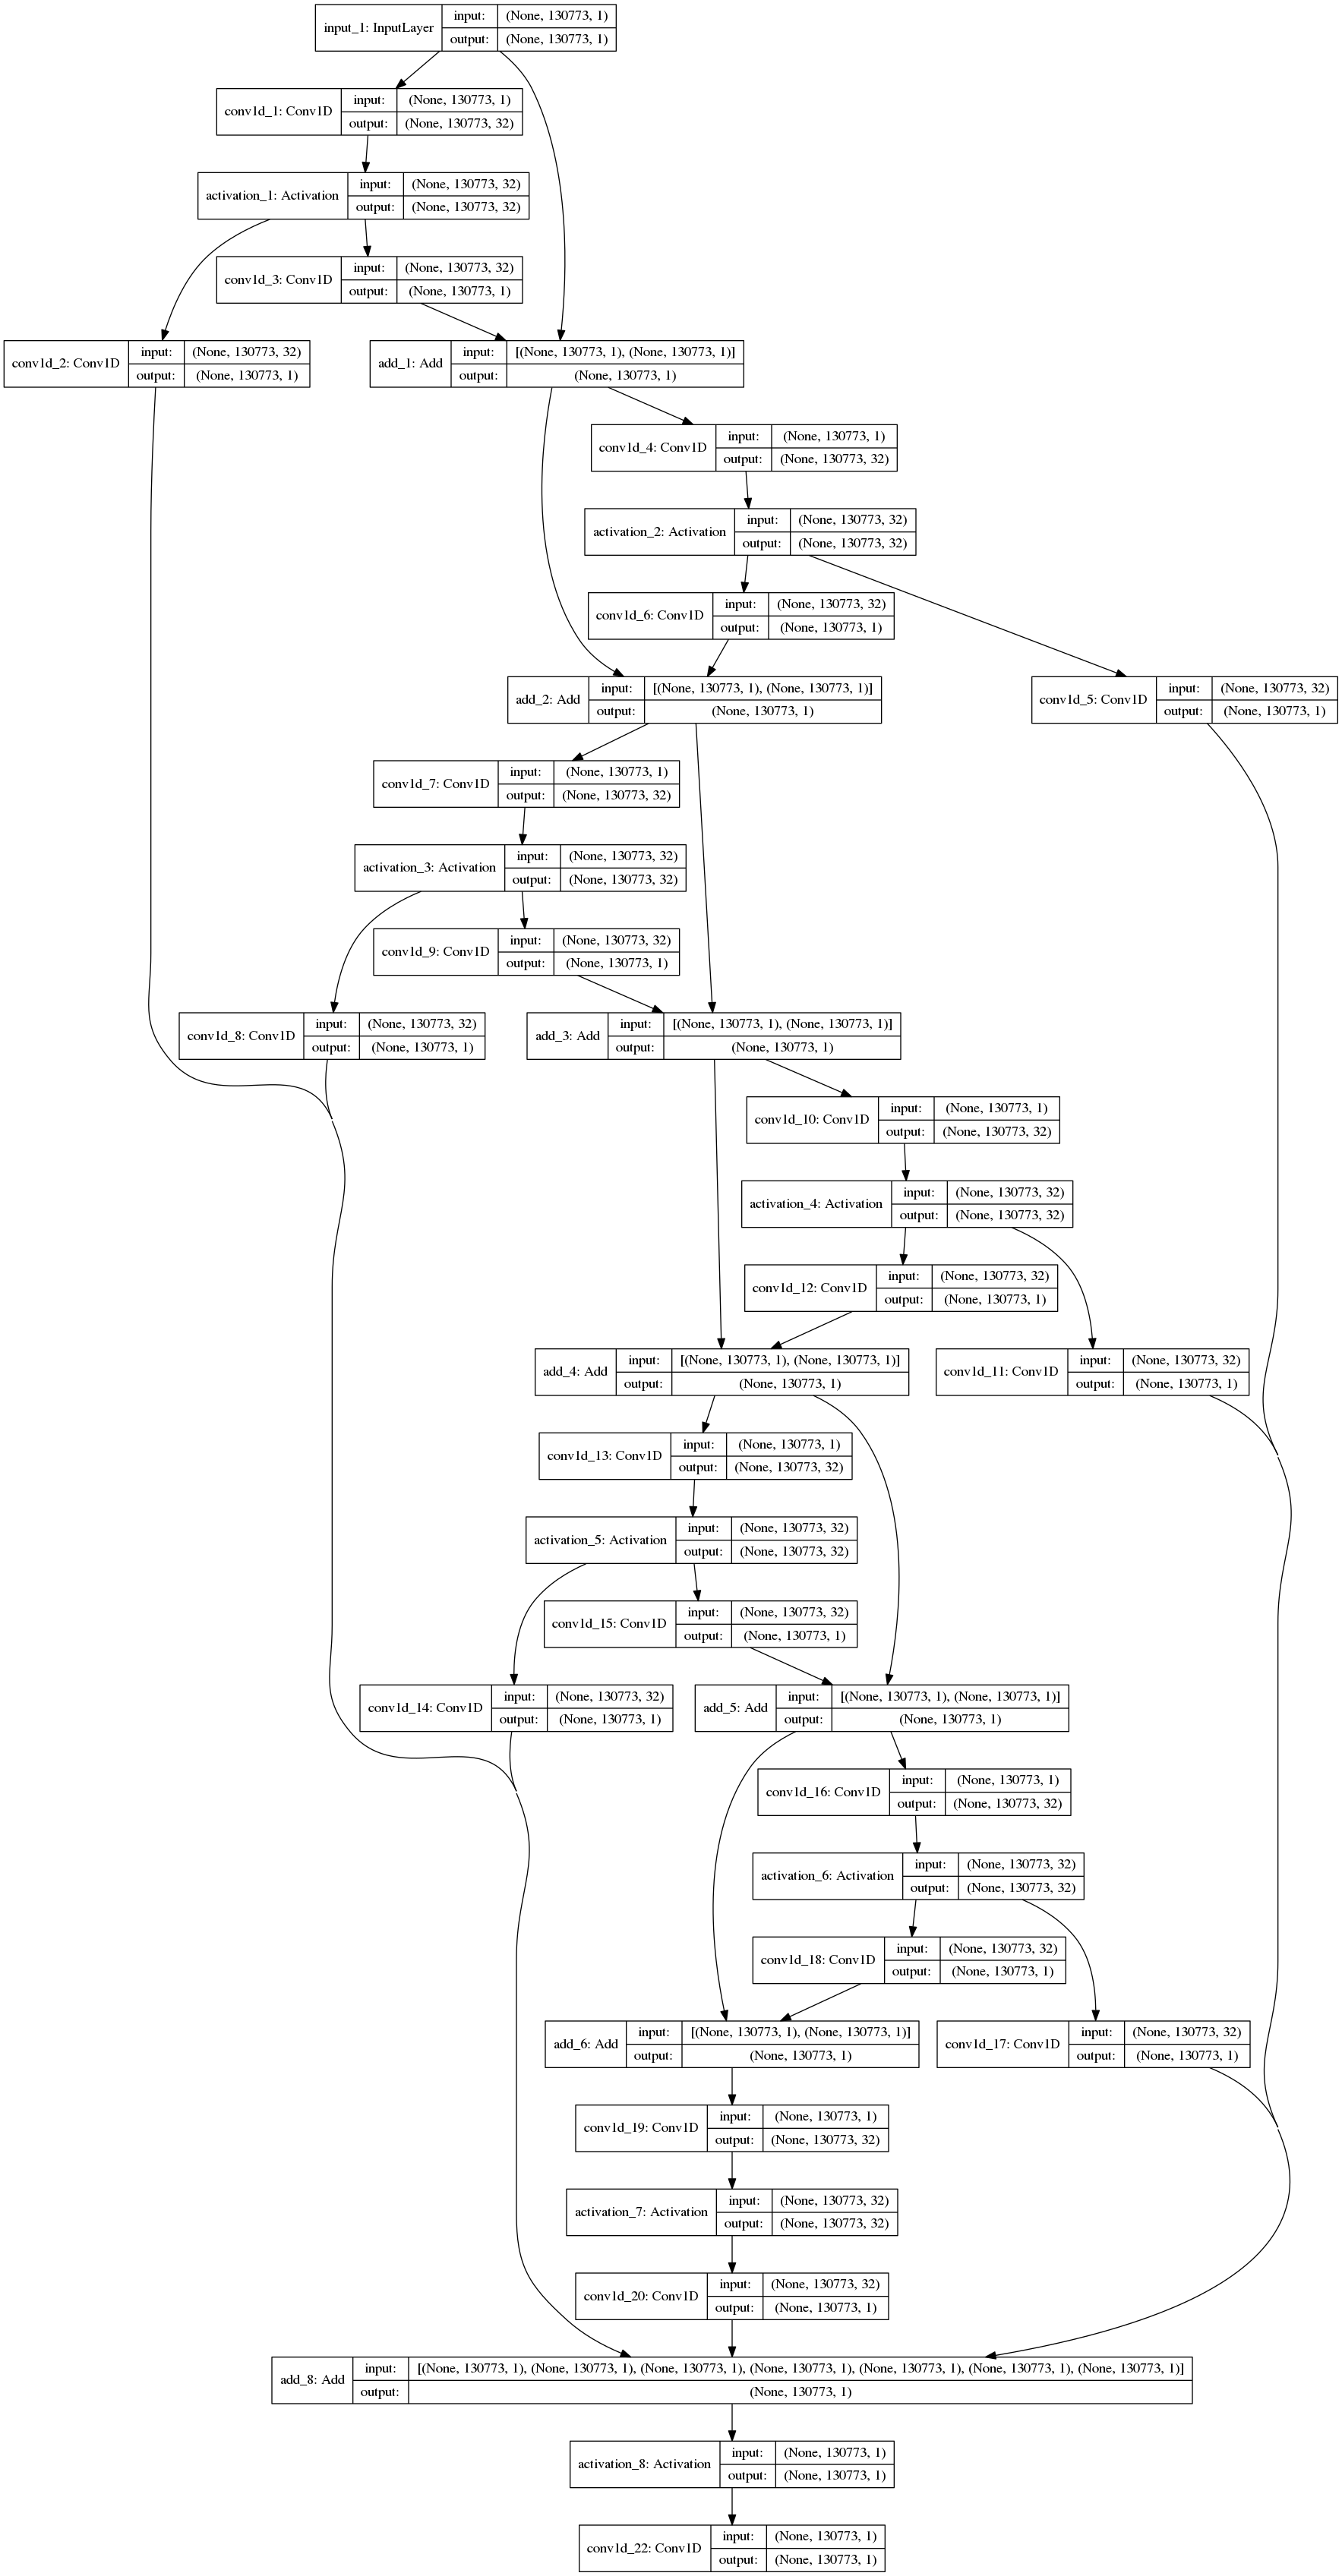 input_1: InputLayer
input: (None, 130773, 1)
output: (None, 130773, 1)
conv1d_1: Conv1D
input: (None, 130773, 1)
output: (None, 130773, 32)
activation_1: Activation
input: (None, 130773, 32)
output: (None, 130773, 32)
conv1d_3: Conv1D
input: (None, 130773, 32)
output: (None, 130773, 1)
conv1d_2: Conv1D
input: (None, 130773, 32)
output: (None, 130773, 1)
add_1: Add
input: [(None, 130773, 1), (None, 130773, 1)]
output: (None, 130773, 1)
conv1d_4: Conv1D
input: (None, 130773, 1)
output: (None, 130773, 32)
activation_2: Activation
input: (None, 130773, 32)
output: (None, 130773, 32)
conv1d_6: Conv1D
input: (None, 130773, 32)
output: (None, 130773, 1)
add_2: Add
input: [(None, 130773, 1), (None, 130773, 1)]
output: (None, 130773, 1)
conv1d_5: Conv1D
input: (None, 130773, 32)
output: (None, 130773, 1)
conv1d_7: Conv1D
input: (None, 130773, 1)
output: (None, 130773, 32)
activation_3: Activation
input: (None, 130773, 32)
output: (None, 130773, 32)
conv1d_9: Conv1D
input: (None, 130773, 32)
output: (None, 130773, 1)
conv1d_8: Conv1D
input: (None, 130773, 32)
output: (None, 130773, 1)
add_3: Add
input: [(None, 130773, 1), (None, 130773, 1)]
output: (None, 130773, 1)
conv1d_10: Conv1D
input: (None, 130773, 1)
output: (None, 130773, 32)
activation_4: Activation
input: (None, 130773, 32)
output: (None, 130773, 32)
conv1d_12: Conv1D
input: (None, 130773, 32)
output: (None, 130773, 1)
add_4: Add
input: [(None, 130773, 1), (None, 130773, 1)]
output: (None, 130773, 1)
conv1d_11: Conv1D
input: (None, 130773, 32)
output: (None, 130773, 1)
conv1d_13: Conv1D
input: (None, 130773, 1)
output: (None, 130773, 32)
activation_5: Activation
input: (None, 130773, 32)
output: (None, 130773, 32)
conv1d_15: Conv1D
input: (None, 130773, 32)
output: (None, 130773, 1)
conv1d_14: Conv1D
input: (None, 130773, 32)
output: (None, 130773, 1)
add_5: Add
input: [(None, 130773, 1), (None, 130773, 1)]
output: (None, 130773, 1)
conv1d_16: Conv1D
input: (None, 130773, 1)
output: (None, 130773, 32)
activation_6: Activation
input: (None, 130773, 32)
output: (None, 130773, 32)
conv1d_18: Conv1D
input: (None, 130773, 32)
output: (None, 130773, 1)
add_6: Add
input: [(None, 130773, 1), (None, 130773, 1)]
output: (None, 130773, 1)
conv1d_17: Conv1D
input: (None, 130773, 32)
output: (None, 130773, 1)
conv1d_19: Conv1D
input: (None, 130773, 1)
output: (None, 130773, 32)
activation_7: Activation
input: (None, 130773, 32)
output: (None, 130773, 32)
conv1d_20: Conv1D
input: (None, 130773, 32)
output: (None, 130773, 1)
add_8: Add
input: [(None, 130773, 1), (None, 130773, 1), (None, 130773, 1), (None, 130773, 1), (None, 130773, 1), (None, 130773, 1), (None, 130773, 1)]
output: (None, 130773, 1)
activation_8: Activation
input: (None, 130773, 1)
output: (None, 130773, 1)
conv1d_22: Conv1D
input: (None, 130773, 1)
output: (None, 130773, 1)